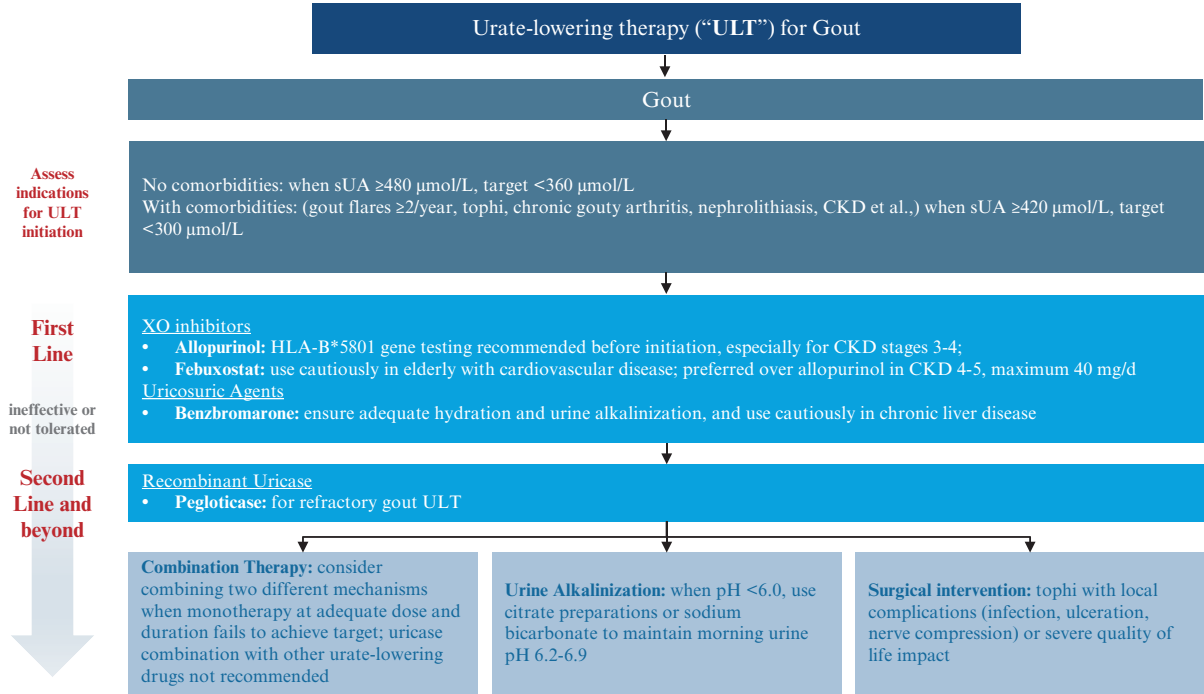 Urate-lowering therapy (“ULT”) for Gout
Gout
Assess
indications
for ULT
initiation
No comorbidities: when sUA ≥480 μmol/L, target <360 μmol/L
With comorbidities: (gout flares ≥2/year, tophi, chronic gouty arthritis, nephrolithiasis, CKD et al.,) when sUA ≥420 μmol/L, target
<300 μmol/L
First
Line
XO inhibitors
• Allopurinol: HLA-B*5801 gene testing recommended before initiation, especially for CKD stages 3-4;
• Febuxostat: use cautiously in elderly with cardiovascular disease; preferred over allopurinol in CKD 4-5, maximum 40 mg/d
Uricosuric Agents
• Benzbromarone: ensure adequate hydration and urine alkalinization, and use cautiously in chronic liver disease
ineffective or
not tolerated
Second
Line and
beyond
Recombinant Uricase
• Pegloticase: for refractory gout ULT
Combination Therapy: consider
combining two different mechanisms
when monotherapy at adequate dose and
duration fails to achieve target; uricase
combination with other urate-lowering
drugs not recommended
Urine Alkalinization: when pH <6.0, use
citrate preparations or sodium
bicarbonate to maintain morning urine
pH 6.2-6.9
Surgical intervention: tophi with local
complications (infection, ulceration,
nerve compression) or severe quality of
life impact